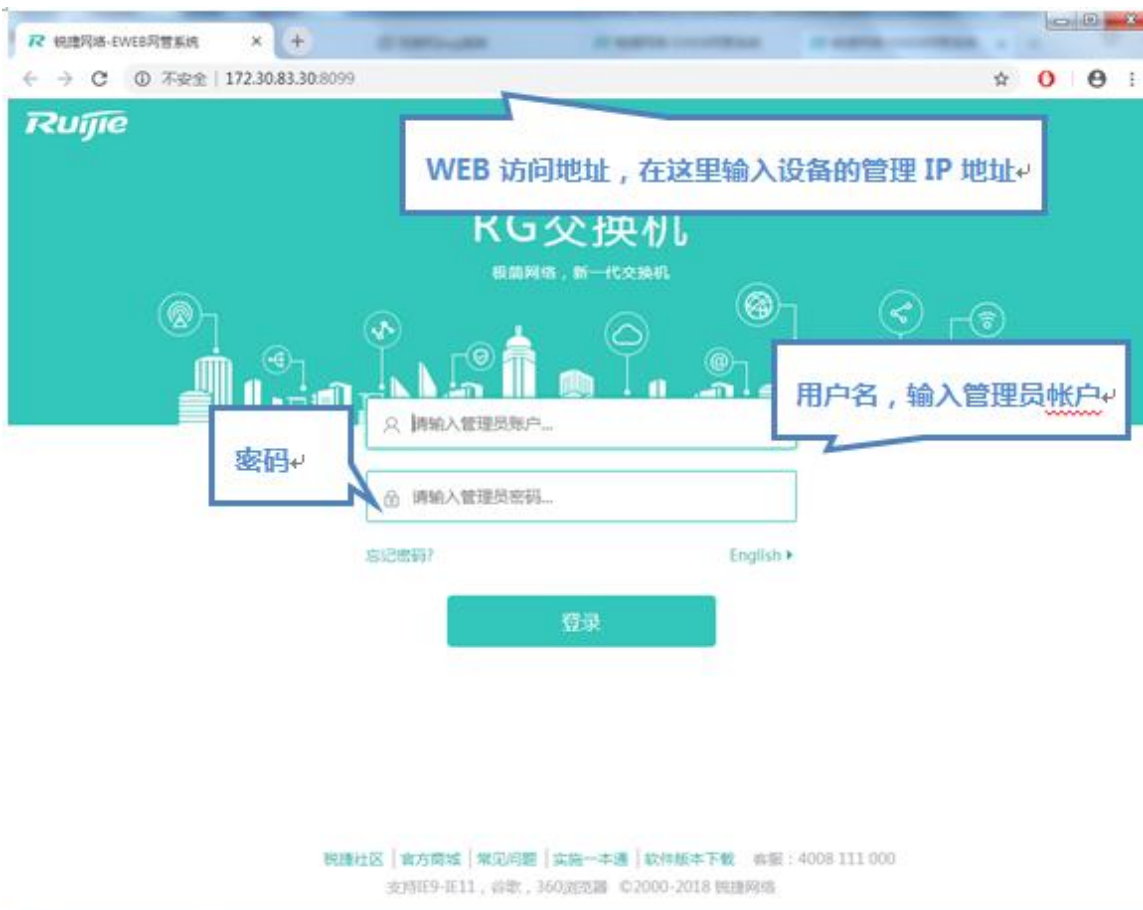 锐捷网络-EWEB网管系统
不安全 | 172.30.83.30:8099
Ruijie
WEB 访问地址，在这里输入设备的管理 IP 地址
RG交换机
极简网络，新一代交换机
用户名，输入管理员帐户
请输入管理员账户...
密码
请输入管理员密码...
忘记密码?
English
登录
锐捷社区 | 官方商城 | 常见问题 | 实施一本通 | 软件版本下载 客服：4008 111 000
支持IE9-IE11，谷歌，360浏览器 ©2000-2018 锐捷网络